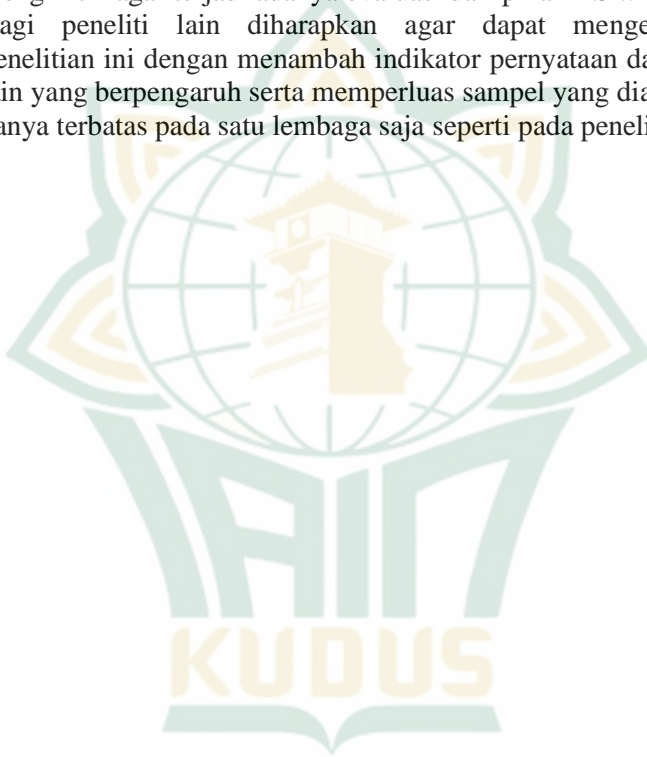 agi peneliti lain diharapkan agar dapat menge
enelitian ini dengan menambah indikator pernyataan da
in yang berpengaruh serta memperluas sampel yang dia
anya terbatas pada satu lembaga saja seperti pada peneli
IAIN
KUDUS